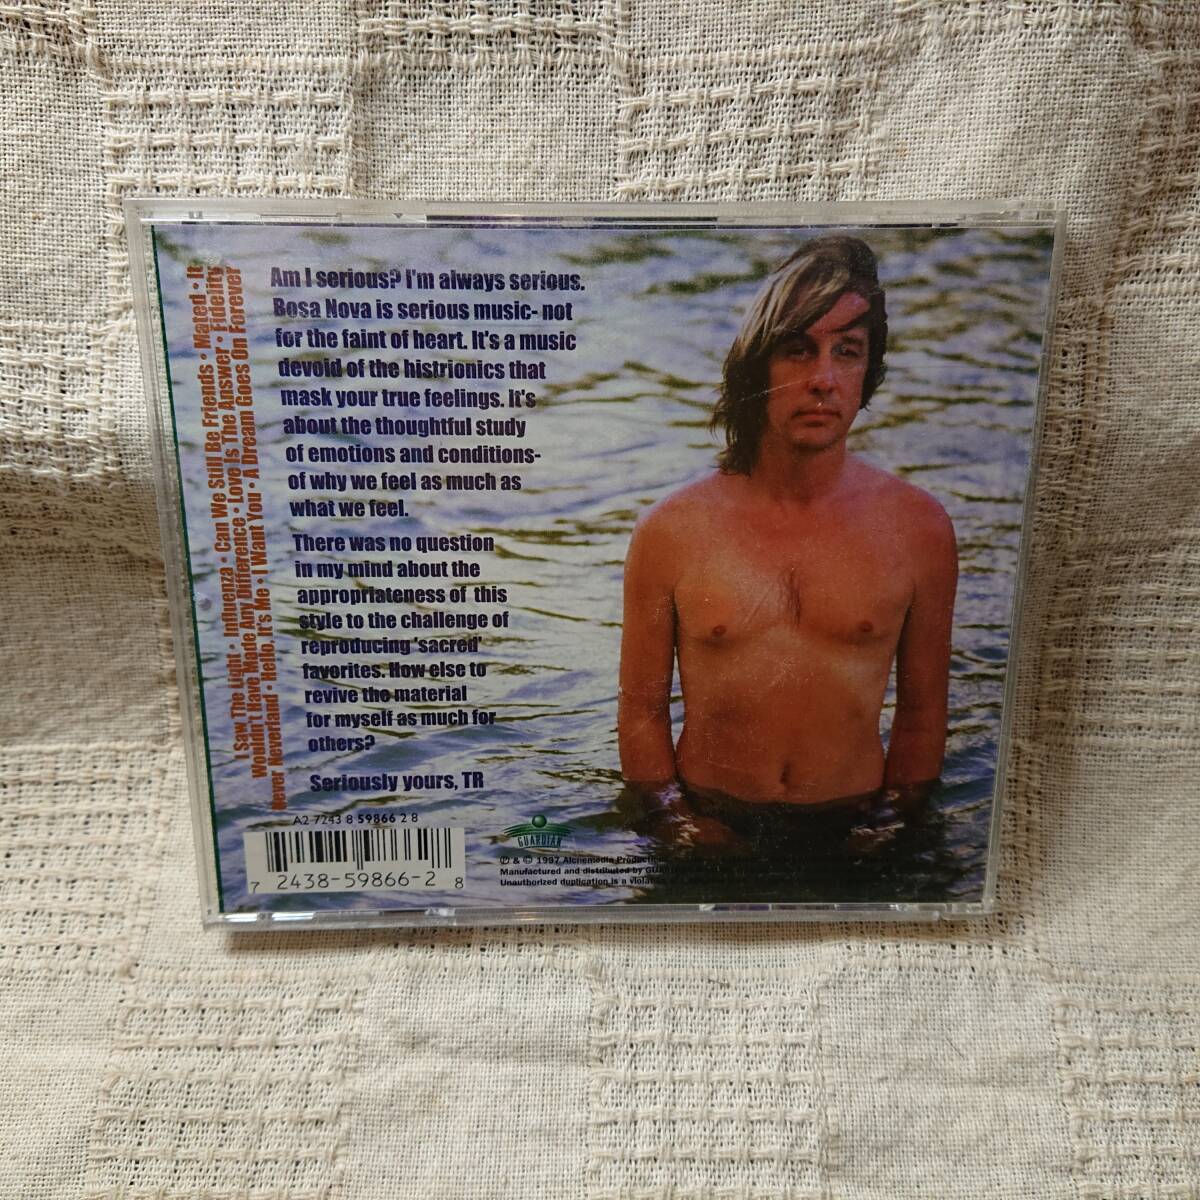 I Saw The Light • Influenza • Can We Still Be Friends • Mated • It
Wouldn't Have Made Any Difference • Love Is The Answer • Fidelity
Never Neverland • Hello, It's Me • I Want You • A Dream Goes On Forever
Am I serious? I'm always serious.
Bosa Nova is serious music- not
for the faint of heart. It's a music
devoid of the histrionics that
mask your true feelings. It's
about the thoughtful study
of emotions and conditions-
of why we feel as much as
what we feel.
There was no question
in my mind about the
appropriateness of this
style to the challenge of
reproducing 'sacred'
favorites. How else to
revive the material
for myself as much for
others?
Seriously yours, TR
A2 7243 8 59866 2 8
7 2438-59866-2 8
GUARDIAN
℗ & © 1997 Alchemedia
Manufactured and distributed by
Unauthorized duplication is a